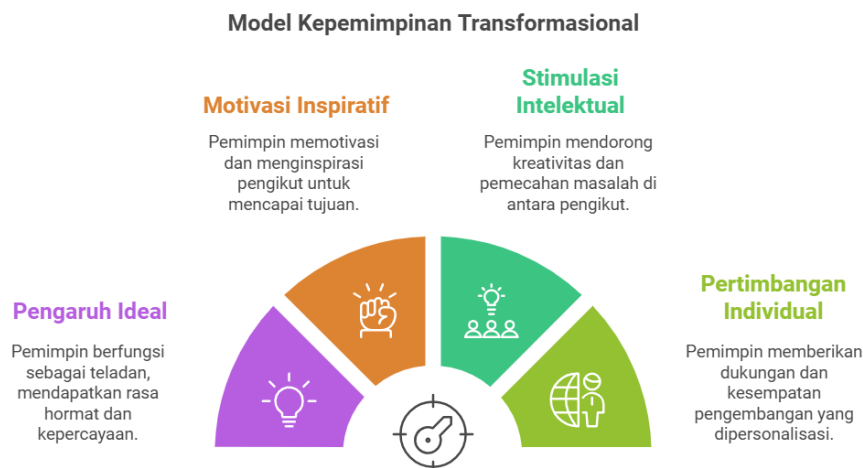 Model Kepemimpinan Transformasional
Pengaruh Ideal
Pemimpin berfungsi
sebagai teladan,
mendapatkan rasa
hormat dan
kepercayaan.
Motivasi Inspiratif
Pemimpin memotivasi
dan menginspirasi
pengikut untuk
mencapai tujuan.
Stimulasi
Intelektual
Pemimpin mendorong
kreativitas dan
pemecahan masalah di
antara pengikut.
Pertimbangan
Individual
Pemimpin memberikan
dukungan dan
kesempatan
pengembangan yang
dipersonalisasi.